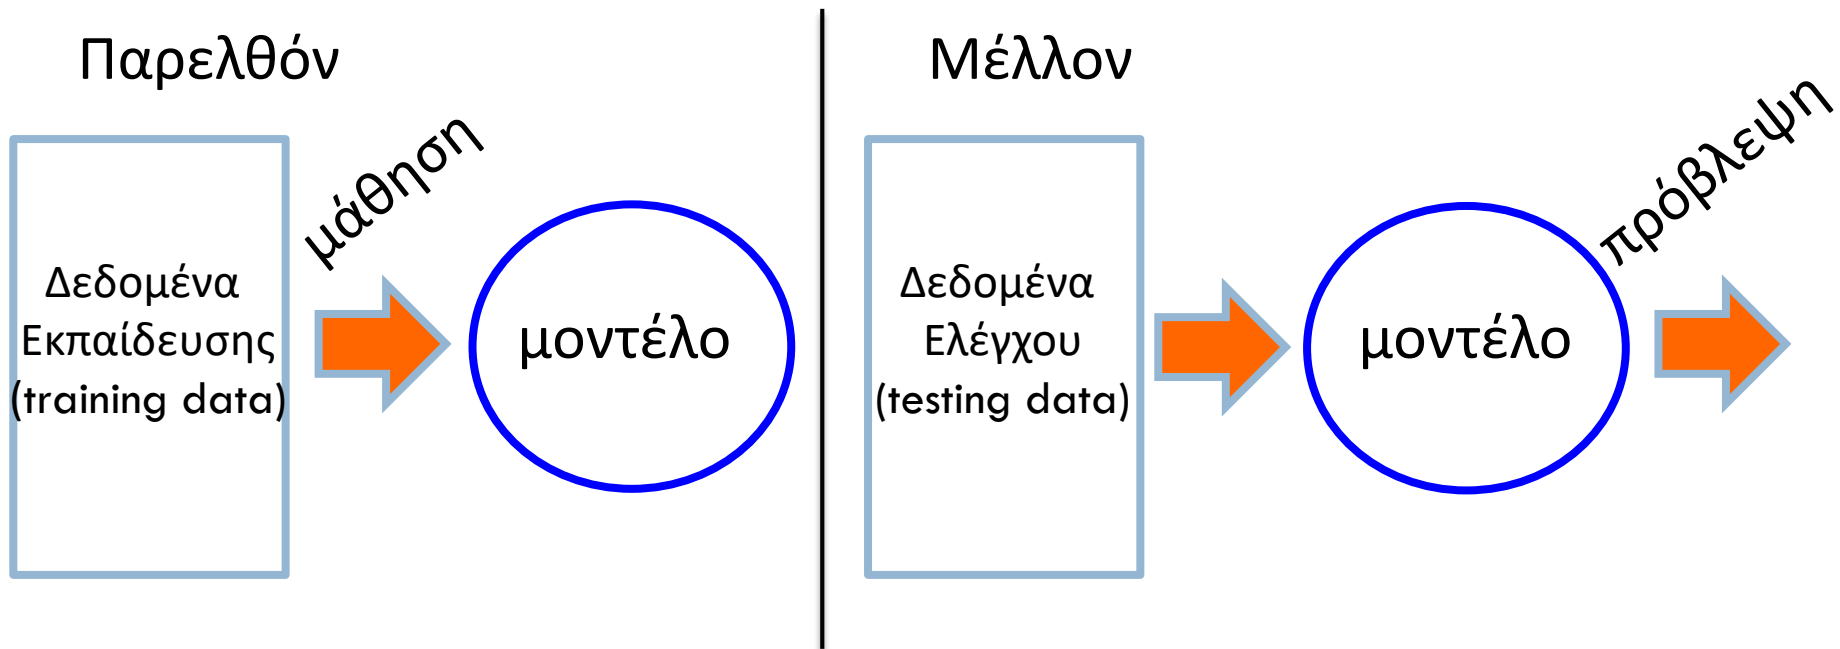 Παρελθόν
μάθηση
Δεδομένα
Εκπαίδευσης
(training data)
μοντέλο
Μέλλον
Δεδομένα
Ελέγχου
(testing data)
μοντέλο
πρόβλεψη